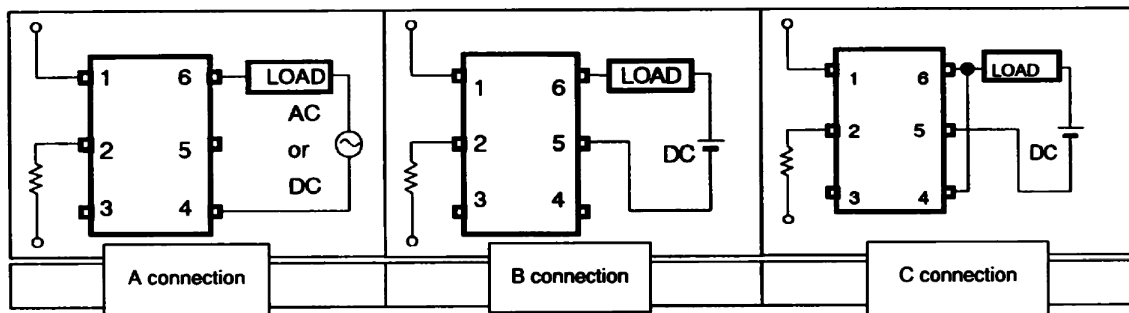 1 6 LOAD
AC
2 5 or
DC
3 4
A connection
1 6 LOAD
2 5 DC
3 4
B connection
1 6 LOAD
2 5 DC
3 4
C connection